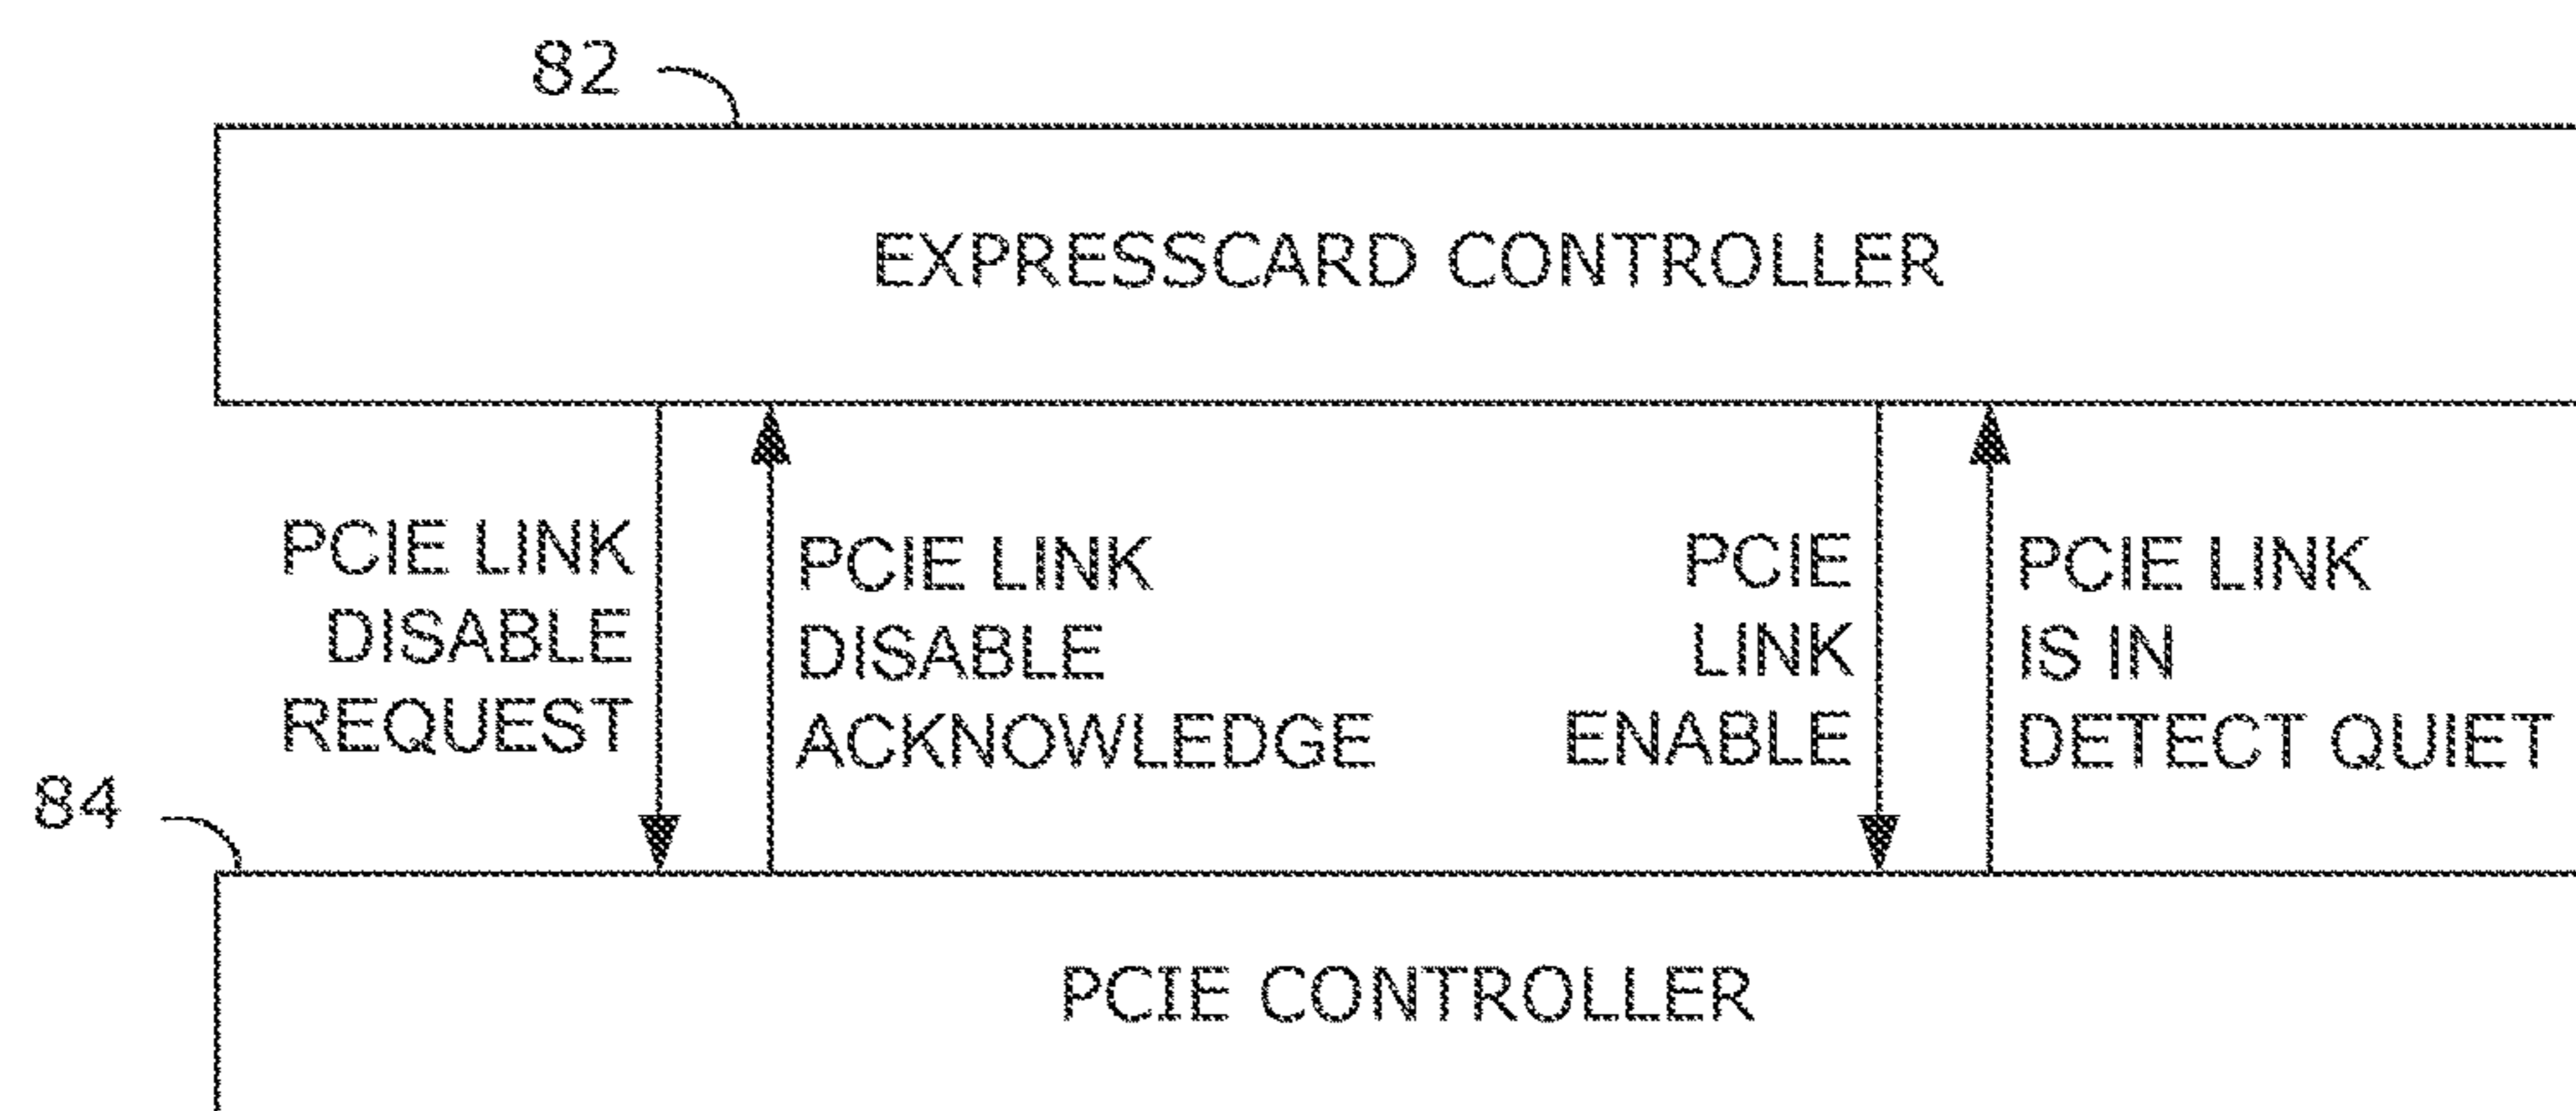 82
EXPRESSCARD CONTROLLER
PCIE LINK
DISABLE
REQUEST
PCIE LINK
DISABLE
ACKNOWLEDGE
PCIE
LINK
ENABLE
PCIE LINK
IS IN
DETECT QUIET
84
PCIE CONTROLLER